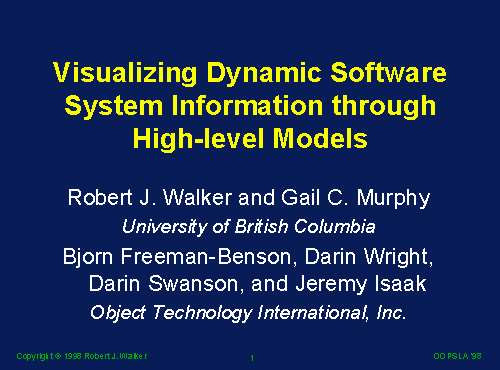 Visualizing Dynamic Software
System Information through
High-level Models
Robert J. Walker and Gail C. Murphy
University of British Columbia
Bjorn Freeman-Benson, Darin Wright,
Darin Swanson, and Jeremy Isaak
Object Technology International, Inc.
Copyright © 1998 Robert J. Walker
1
OOPSLA '98